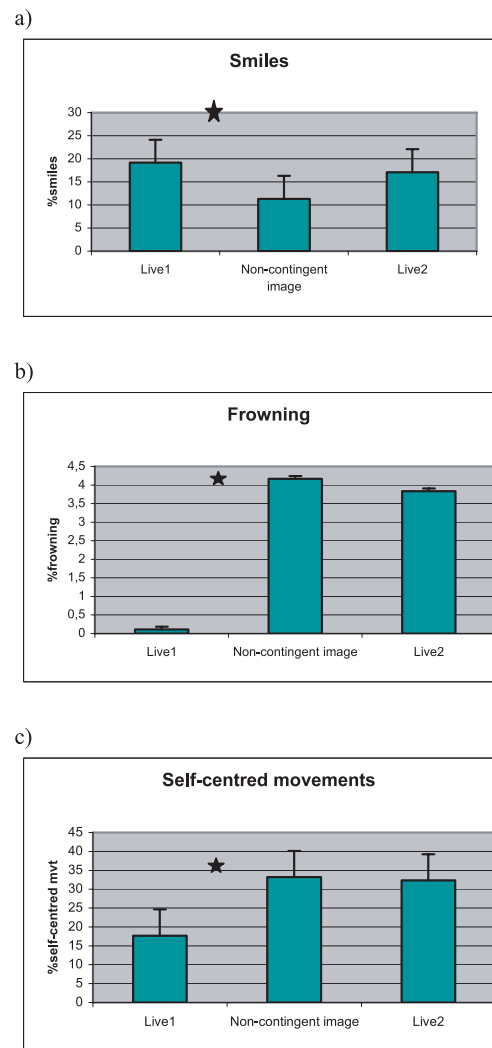 a)
Smiles
30
25
20
15
10
5
0
%smiles
Live1
Non-contingent
image
Live2
b)
Frowning
4,5
4
3,5
3
2,5
2
1,5
1
0,5
0
%frowning
Live1
Non-contingent image
Live2
c)
Self-centred movements
45
40
35
30
25
20
15
10
5
0
%self-centred mvt
Live1
Non-contingent image
Live2